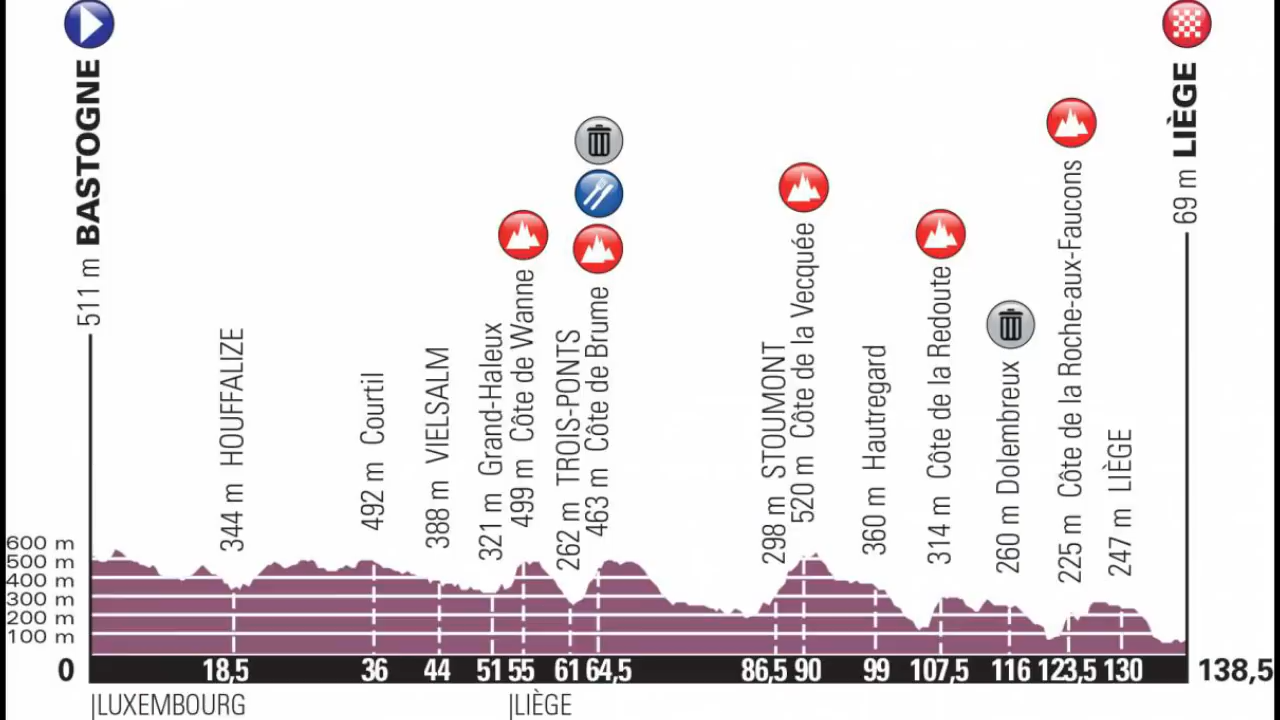 511 m BASTOGNE
344 m HOUFFALIZE
492 m Courtil
388 m VIELSALM
321 m Grand-Haleux
499 m Côte de Wanne
262 m TROIS-PONTS
463 m Côte de Brume
298 m STOUMONT
520 m Côte de la Vecquée
360 m Hautregard
314 m Côte de la Redoute
260 m Dolembreux
225 m Côte de la Roche-aux-Faucons
247 m LIÈGE
69 m LIÈGE
600 m
500 m
400 m
300 m
200 m
100 m
0 18,5 36 44 51 55 61 64,5 86,5 90 99 107,5 116 123,5 130 138,5
LUXEMBOURG LIÈGE